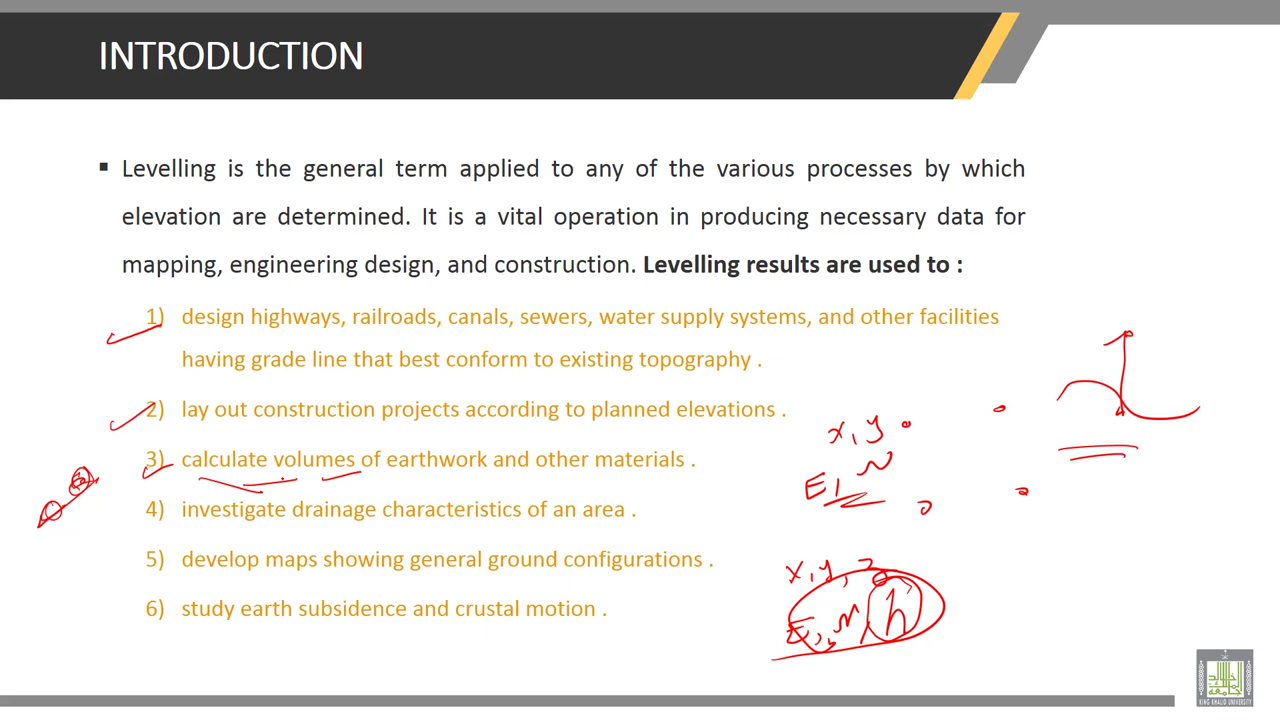 INTRODUCTION
▪ Levelling is the general term applied to any of the various processes by which
elevation are determined. It is a vital operation in producing necessary data for
mapping, engineering design, and construction. Levelling results are used to :
1) design highways, railroads, canals, sewers, water supply systems, and other facilities
having grade line that best conform to existing topography .
2) lay out construction projects according to planned elevations .
3) calculate volumes of earthwork and other materials .
4) investigate drainage characteristics of an area .
5) develop maps showing general ground configurations .
6) study earth subsidence and crustal motion .
x, y
E, N
x, y, z
E, N, h
KING KHALID UNIVERSITY